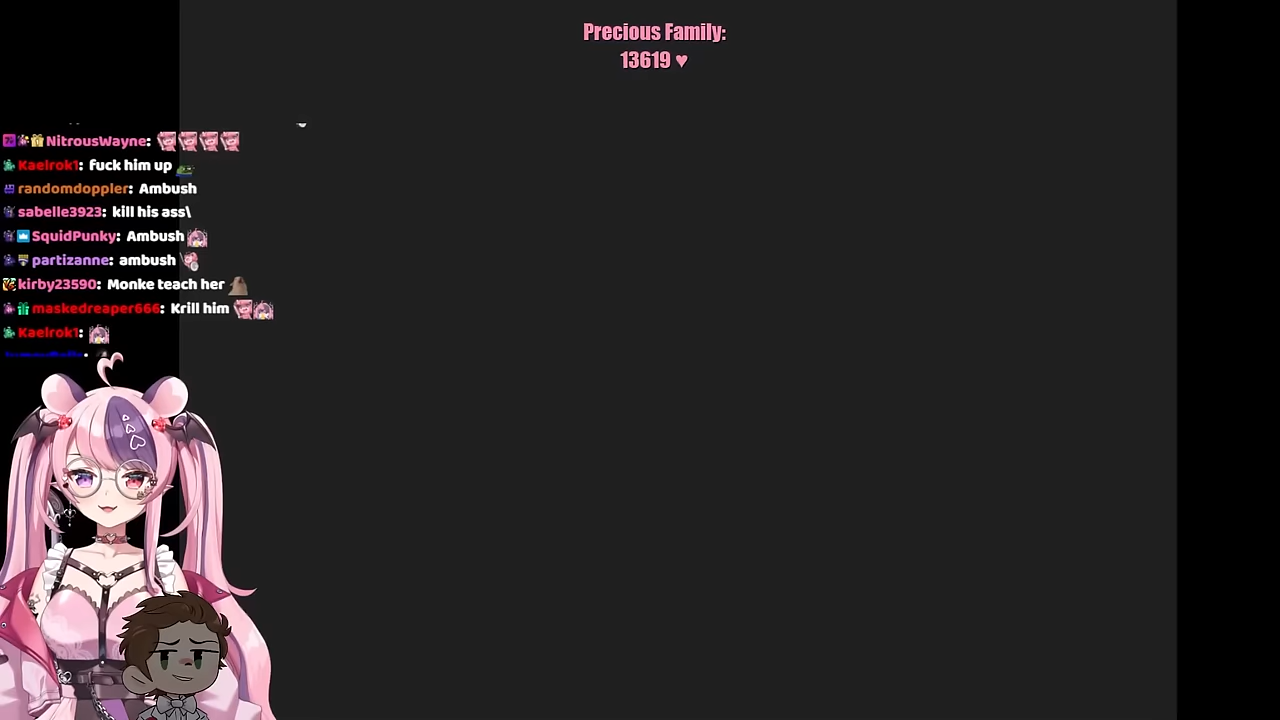 Precious Family:
13619 ♥
NitrousWayne:
Kaelrok1: fuck him up
randomdoppler: Ambush
sabelle3923: kill his ass\
SquidPunky: Ambush
partizanne: ambush
kirby23590: Monke teach her
maskedreaper666: Krill him
Kaelrok1: